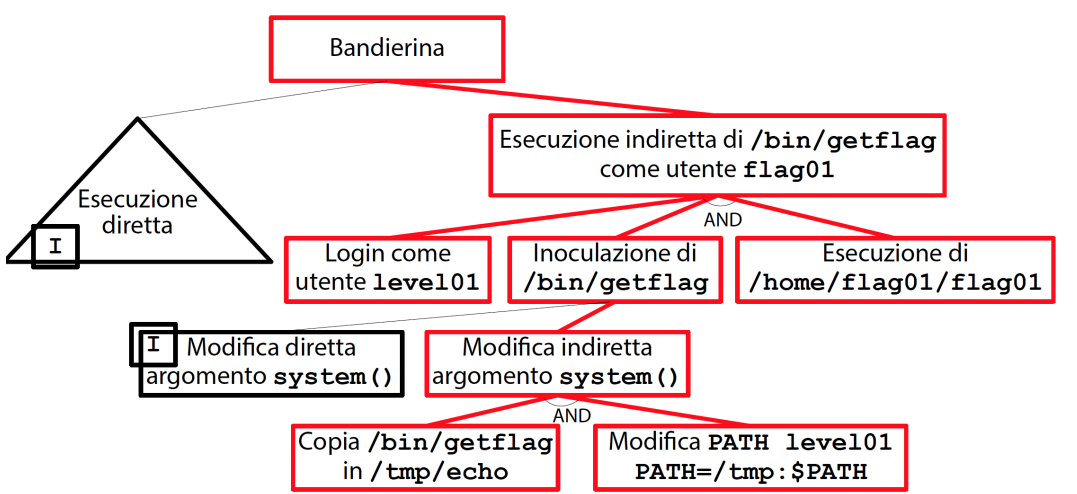 Bandierina
Esecuzione indiretta di /bin/getflag
come utente flag01
AND
Esecuzione
diretta
I
Login come
utente level01
Inoculazione di
/bin/getflag
Esecuzione di
/home/flag01/flag01
I
Modifica diretta
argomento system()
Modifica indiretta
argomento system()
AND
Copia /bin/getflag
in /tmp/echo
Modifica PATH level01
PATH=/tmp:$PATH